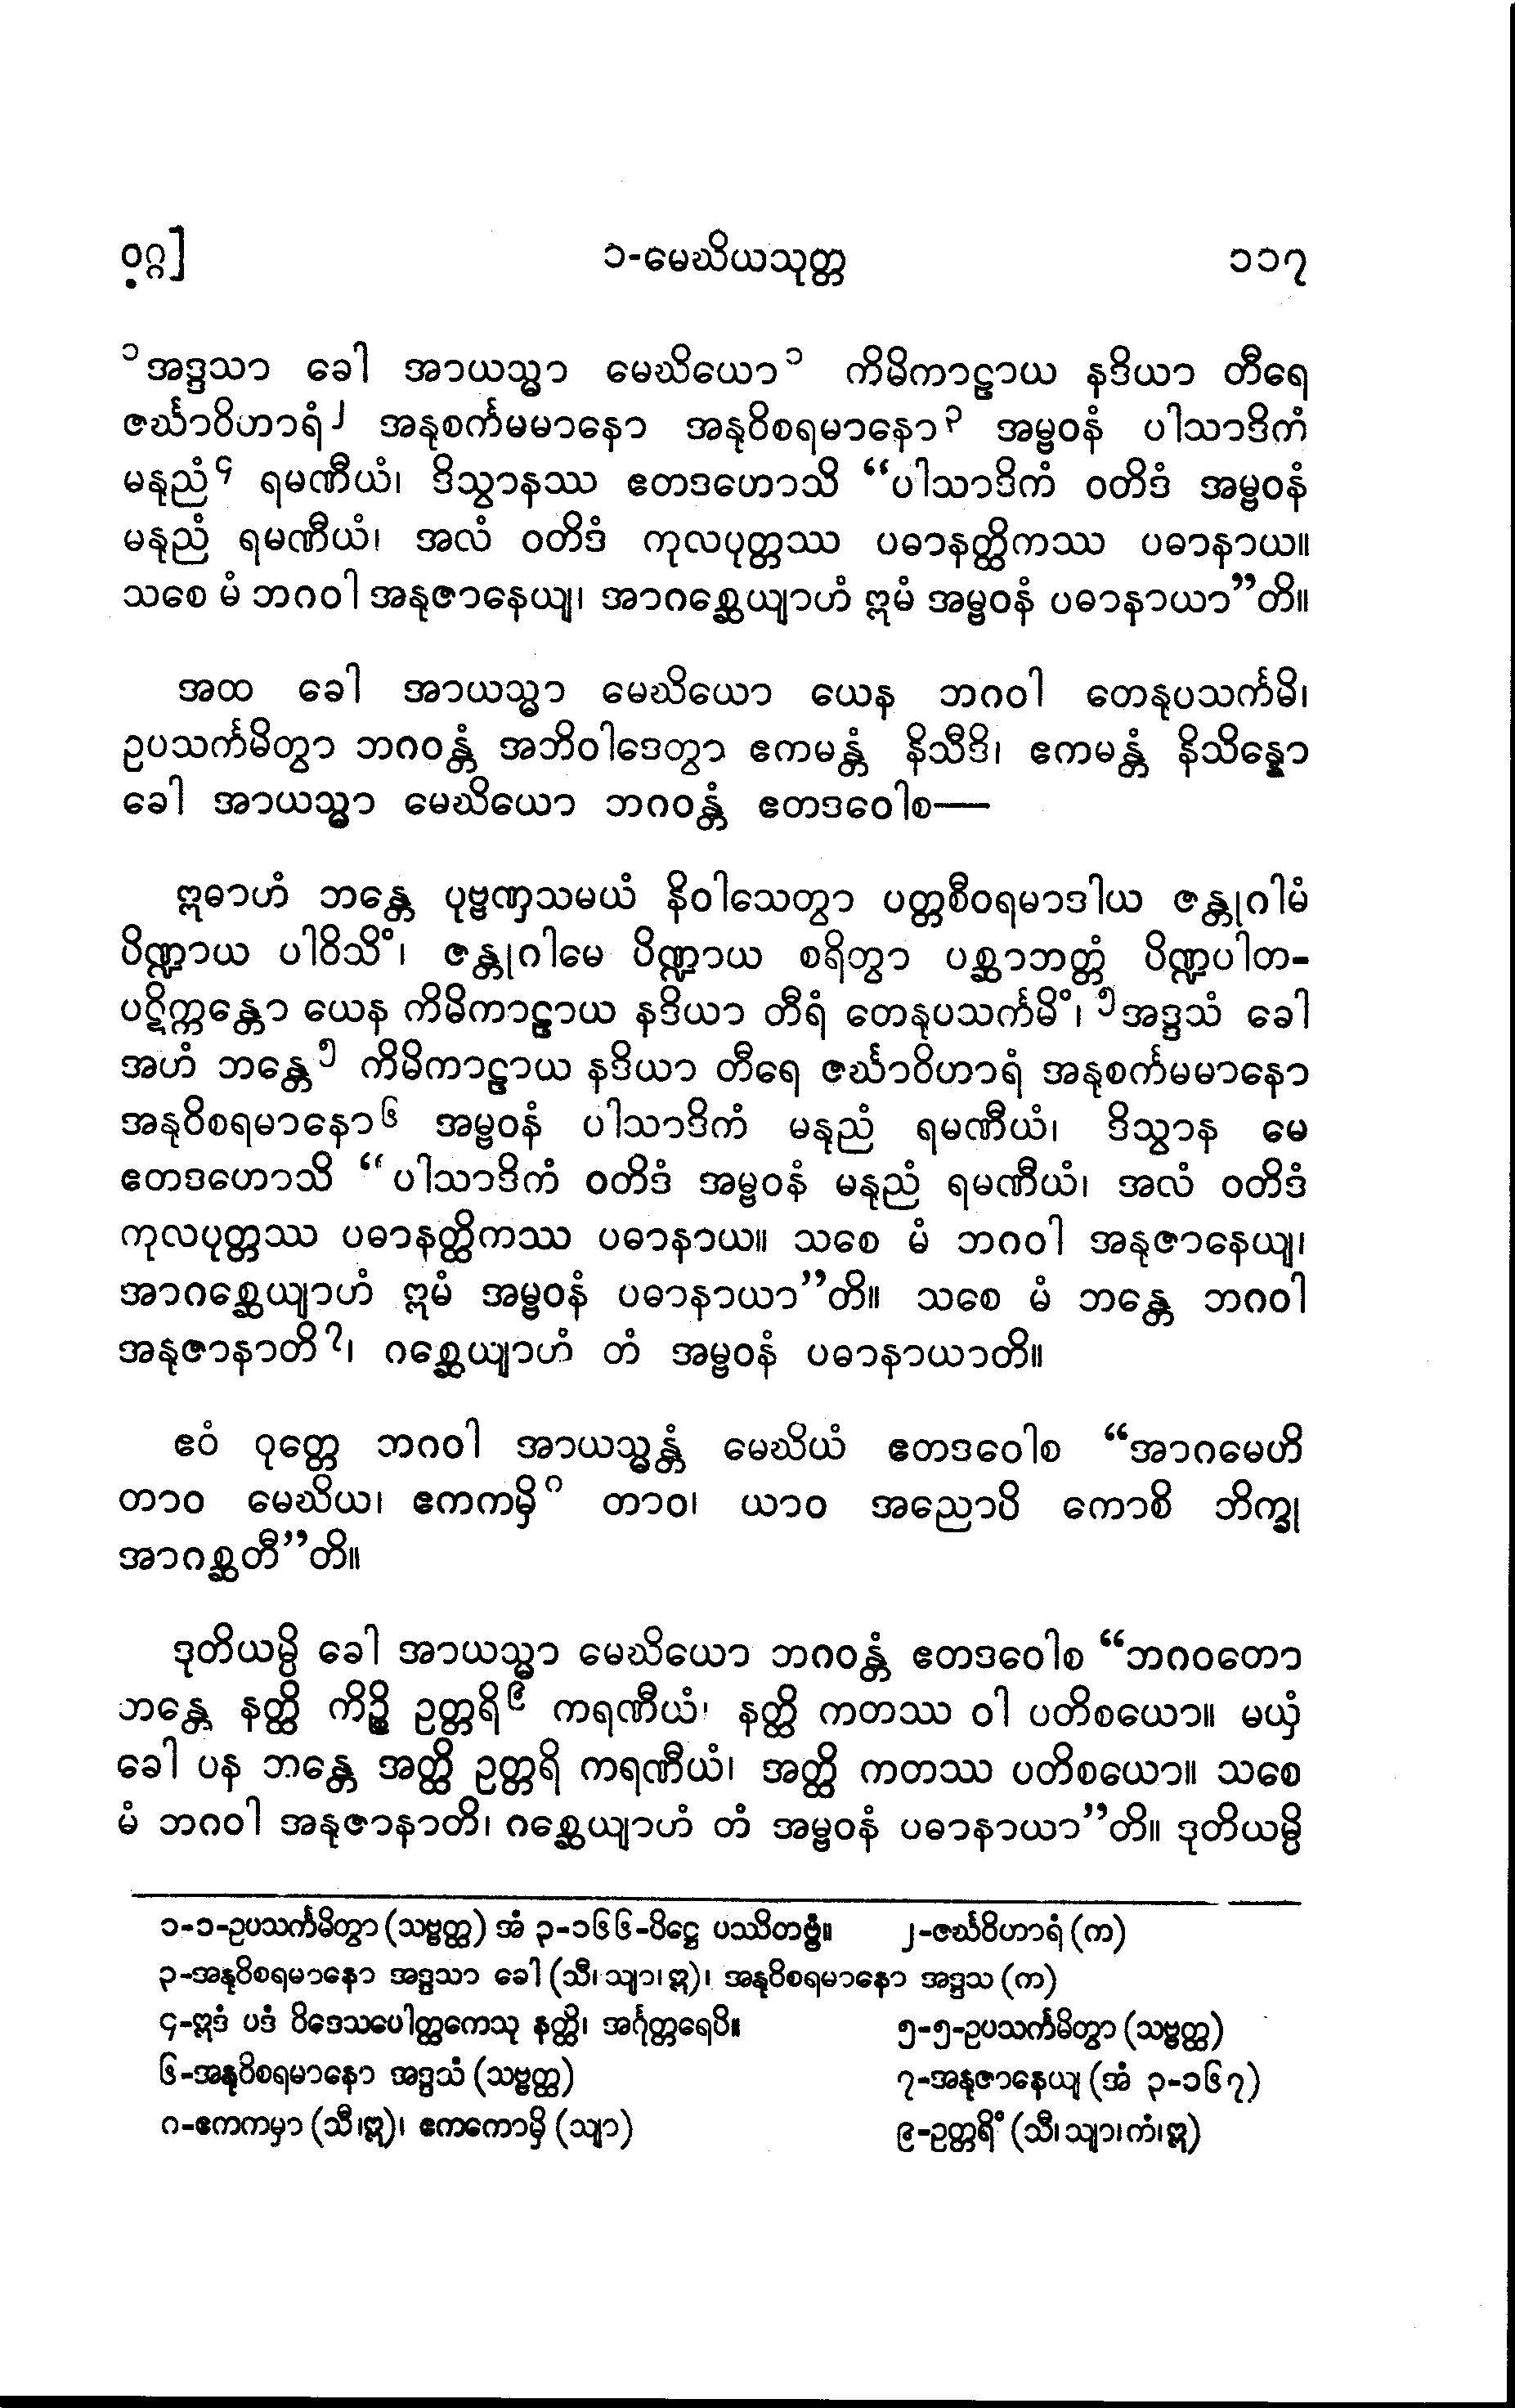 ဝဂ္ဂ]	၁-မေဃိယသုတ္တ	၁၁၇
၁အဒ္ဒသာ ခေါ အာယသ္မာ မေဃိယော၁ ကိမိကာဠာယ နဒိယာ တီရေ
ဇင်္ဃာဝိဟာရံ၂ အနုစင်္ကမမာနော အနုဝိစရမာနော၃ အမ္ဗဝနံ ပါသာဒိကံ
မနုညံ၄ ရမဏီယံ၊ ဒိသွာနဿ ဧတဒဟောသိ “ပါသာဒိကံ ဝတိဒံ အမ္ဗဝနံ
မနုညံ ရမဏီယံ၊ အလံ ဝတိဒံ ကုလပုတ္တဿ ပဓာနတ္ထိကဿ ပဓာနာယ။
သစေ မံ ဘဂဝါ အနုဇာနေယျ၊ အာဂစ္ဆေယျာဟံ ဣမံ အမ္ဗဝနံ ပဓာနာယာ”တိ။
အထ ခေါ အာယသ္မာ မေဃိယော ယေန ဘဂဝါ တေနုပသင်္ကမိ၊
ဥပသင်္ကမိတွာ ဘဂဝန္တံ အဘိဝါဒေတွာ ဧကမန္တံ နိသီဒိ၊ ဧကမန္တံ နိသိန္နော
ခေါ အာယသ္မာ မေဃိယော ဘဂဝန္တံ ဧတဒဝေါစ—
ဣဓာဟံ ဘန္တေ ပုဗ္ဗဏှသမယံ နိဝါသေတွာ ပတ္တစီဝရမာဒါယ ဇန္တုဂါမံ
ပိဏ္ဍာယ ပါဝိသိံ၊ ဇန္တုဂါမေ ပိဏ္ဍာယ စရိတွာ ပစ္ဆာဘတ္တံ ပိဏ္ဍပါတ-
ပဋိက္ကန္တော ယေန ကိမိကာဠာယ နဒိယာ တီရံ တေနုပသင်္ကမိံ၊ ၅အဒ္ဒသံ ခေါ
အဟံ ဘန္တေ၅ ကိမိကာဠာယ နဒိယာ တီရေ ဇင်္ဃာဝိဟာရံ အနုစင်္ကမမာနော
အနုဝိစရမာနော၆ အမ္ဗဝနံ ပါသာဒိကံ မနုညံ ရမဏီယံ၊ ဒိသွာန မေ
ဧတဒဟောသိ “ပါသာဒိကံ ဝတိဒံ အမ္ဗဝနံ မနုညံ ရမဏီယံ၊ အလံ ဝတိဒံ
ကုလပုတ္တဿ ပဓာနတ္ထိကဿ ပဓာနာယ။ သစေ မံ ဘဂဝါ အနုဇာနေယျ၊
အာဂစ္ဆေယျာဟံ ဣမံ အမ္ဗဝနံ ပဓာနာယာ”တိ။ သစေ မံ ဘန္တေ ဘဂဝါ
အနုဇာနာတိ၇၊ ဂစ္ဆေယျာဟံ တံ အမ္ဗဝနံ ပဓာနာယာတိ။
ဧဝံ ဝုတ္တေ ဘဂဝါ အာယသ္မန္တံ မေဃိယံ ဧတဒဝေါစ “အာဂမေဟိ
တာဝ မေဃိယ၊ ဧကကမှိ၈ တာဝ၊ ယာဝ အညောပိ ကောစိ ဘိက္ခု
အာဂစ္ဆတီ”တိ။
ဒုတိယမ္ပိ ခေါ အာယသ္မာ မေဃိယော ဘဂဝန္တံ ဧတဒဝေါစ “ဘဂဝတော
ဘန္တေ နတ္ထိ ကိဉ္စိ ဥတ္တရိ၉ ကရဏီယံ၊ နတ္ထိ ကတဿ ဝါ ပတိစယော။ မယှံ
ခေါ ပန ဘန္တေ အတ္ထိ ဥတ္တရိ ကရဏီယံ၊ အတ္ထိ ကတဿ ပတိစယော။ သစေ
မံ ဘဂဝါ အနုဇာနာတိ၊ ဂစ္ဆေယျာဟံ တံ အမ္ဗဝနံ ပဓာနာယာ”တိ။ ဒုတိယမ္ပိ
၁-၁-ဥပသင်္ကမိတွာ (သဗ္ဗတ္ထ) အံ ၃-၁၆၆-ပိဋ္ဌေ ပဿိတဗ္ဗံ။	၂-ဇင်္ဃဝိဟာရံ (က)
၃-အနုဝိစရမာနော အဒ္ဒသာ ခေါ (သီ၊ သျာ၊ ဣ)၊ အနုဝိစရမာနော အဒ္ဒသ (က)
၄-ဣဒံ ပဒံ ဝိဒေသပေါတ္ထကေသု နတ္ထိ၊ အင်္ဂုတ္တရေပိ။	၅-၅-ဥပသင်္ကမိတွာ (သဗ္ဗတ္ထ)
၆-အနုဝိစရမာနော အဒ္ဒသံ (သဗ္ဗတ္ထ)	၇-အနုဇာနေယျ (အံ ၃-၁၆၇)
၈-ဧကကမှာ (သီ၊ ဣ)၊ ဧကကောမှိ (သျာ)	၉-ဥတ္တရိံ (သီ၊ သျာ၊ ကံ၊ ဣ)